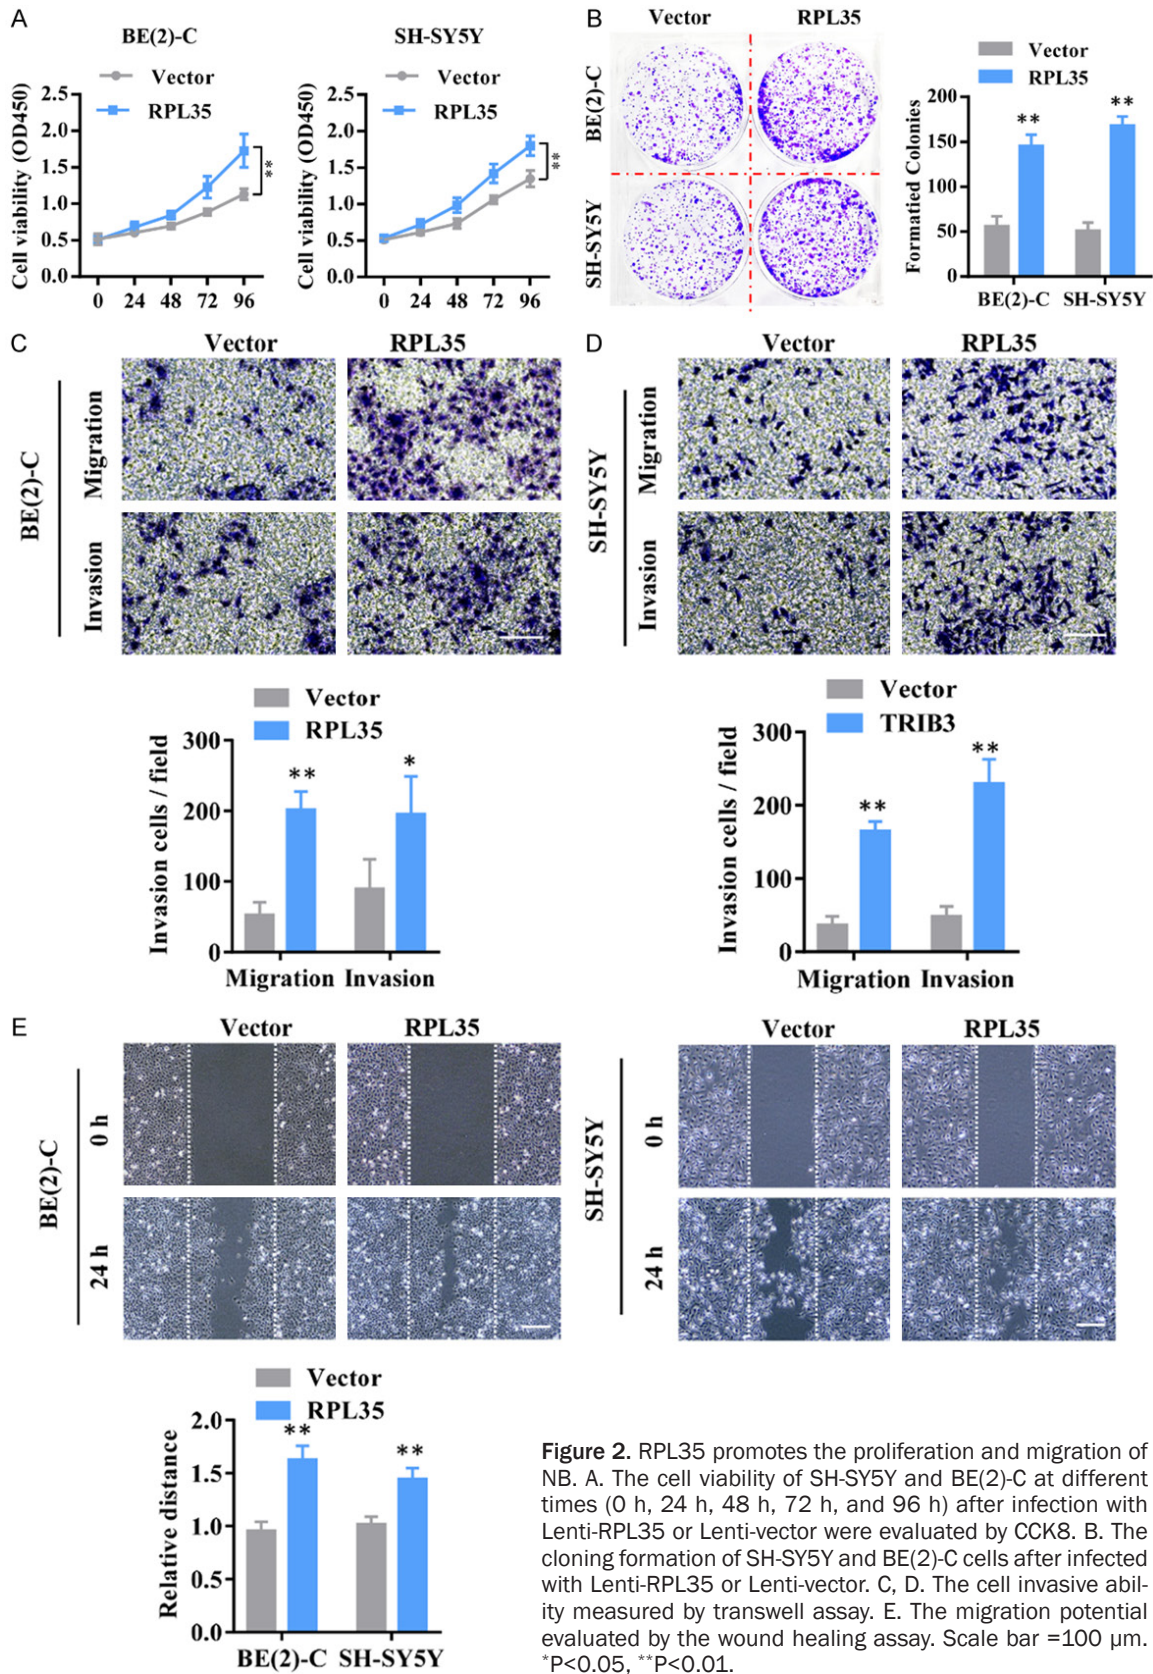 A
BE(2)-C
Vector
RPL35
Cell viability (OD450)
2.5
2.0
1.5
1.0
0.5
0.0
0 24 48 72 96
**
SH-SY5Y
Vector
RPL35
Cell viability (OD450)
2.5
2.0
1.5
1.0
0.5
0.0
0 24 48 72 96
**
B
Vector RPL35
BE(2)-C
SH-SY5Y
Vector
RPL35
Formatied Colonies
200
150
100
50
0
** **
BE(2)-C SH-SY5Y
C
Vector RPL35
BE(2)-C
Migration
Invasion
Vector
RPL35
Invasion cells / field
300
200
100
0
** *
Migration Invasion
D
Vector RPL35
SH-SY5Y
Migration
Invasion
Vector
TRIB3
Invasion cells / field
300
200
100
0
** **
Migration Invasion
E
Vector RPL35
BE(2)-C
0 h
24 h
Vector RPL35
SH-SY5Y
0 h
24 h
Vector
RPL35
Relative distance
2.0
1.5
1.0
0.5
0.0
** **
BE(2)-C SH-SY5Y
Figure 2. RPL35 promotes the proliferation and migration of
NB. A. The cell viability of SH-SY5Y and BE(2)-C at different
times (0 h, 24 h, 48 h, 72 h, and 96 h) after infection with
Lenti-RPL35 or Lenti-vector were evaluated by CCK8. B. The
cloning formation of SH-SY5Y and BE(2)-C cells after infected
with Lenti-RPL35 or Lenti-vector. C, D. The cell invasive abil-
ity measured by transwell assay. E. The migration potential
evaluated by the wound healing assay. Scale bar =100 μm.
*P<0.05, **P<0.01.